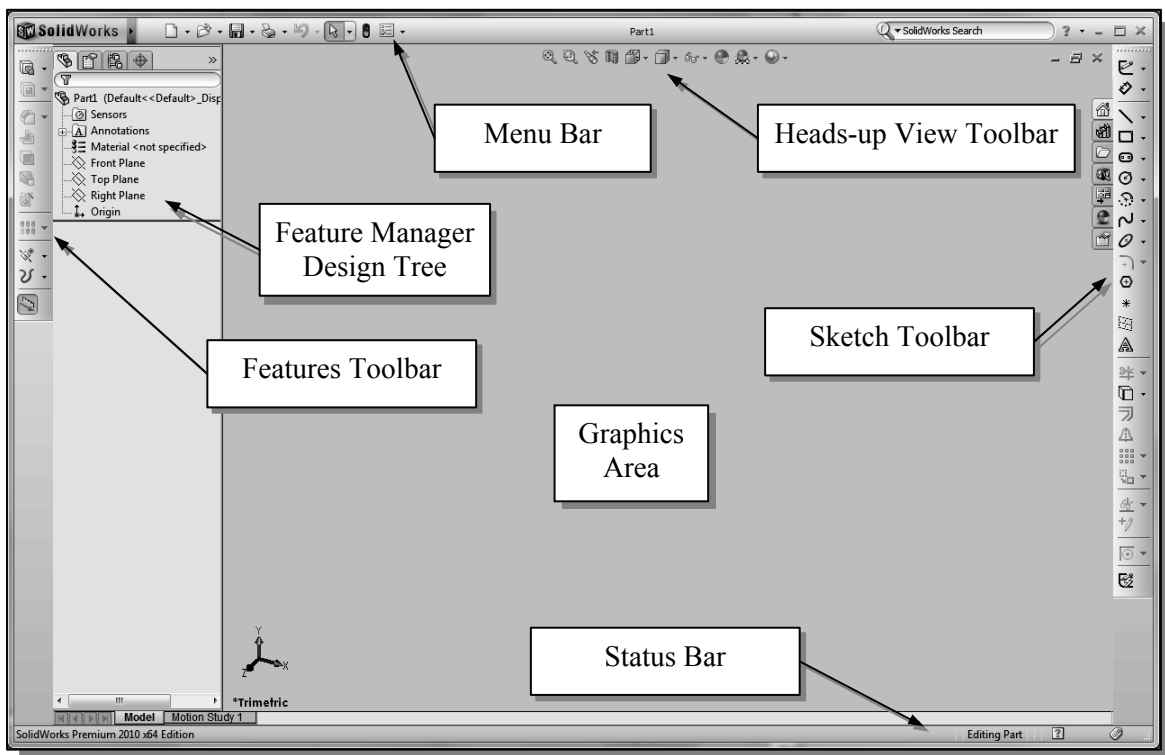 SolidWorks
Part1
SolidWorks Search
?
»
Part1 (Default<<Default>_Disp
Sensors
A Annotations
Material <not specified>
Front Plane
Top Plane
Right Plane
Origin
Menu Bar
Heads-up View Toolbar
Feature Manager
Design Tree
Features Toolbar
Sketch Toolbar
Graphics
Area
Status Bar
Y
X
Z
*Trimetric
Model
Motion Study 1
SolidWorks Premium 2010 x64 Edition
Editing Part
?